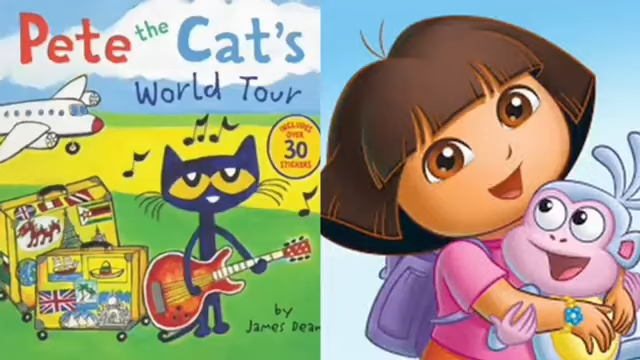 Pete the Cat's
World Tour
INCLUDES
OVER
30
STICKERS
by
James Dean